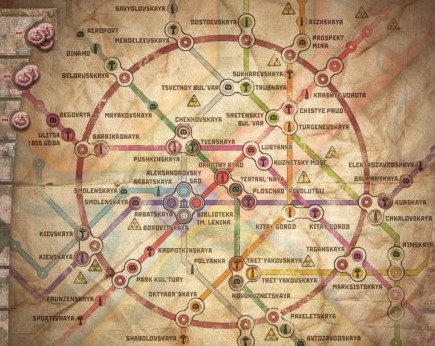 SAVYOLOVSKAYA
DOSTOEVSKAYA
RIZHSKAYA
AEROPORT
MENDELEEVSKAYA
PROSPEKT
MIRA
DINAMO
BELORUSSKAYA
SUKHAREVSKAYA
TSVETNOY BUL'VAR
TRUBNAYA
KRASNYE VOROTA
MAYAKOVSKAYA
CHEKHOVSKAYA
SRETENSKIY
BUL'VAR
CHISTYE PRUDY
TURGENEVSKAYA
BEGOVAYA
ULITSA
1905 GODA
BARRIKADNAYA
TVERSKAYA
LUBYANKA
PUSHKINSKAYA
OKHOTNY RYAD
KUZNETSKY MOST
ELEKTROZAVODSKAYA
ALEKSANDROVSKY
SAD
TEATRAL'NAYA
BAUMANSKAYA
SMOLENSKAYA
ARBATSKAYA
PLOSCHAD' REVOLUTSII
SMOLENSKAYA
KURSKAYA
ARBATSKAYA
BIBLIOTEKA
IM. LENINA
CHKALOVSKAYA
BOROVITSKAYA
KITAY GOROD
KITAY GOROD
KIEVSKAYA
KROPOTKINSKAYA
TAGANSKAYA
RIMSKAYA
KIEVSKAYA
POLYANKA
TRET'YAKOVSKAYA
PARK KUL'TURY
TRET'YAKOVSKAYA
MARKSISTSKAYA
FRUNZENSKAYA
OKTYABR'SKAYA
NOVOKUZNETSKAYA
SPORTIVNAYA
PAVELETSKAYA
SHABOLOVSKAYA
AVTOZAVODSKAYA